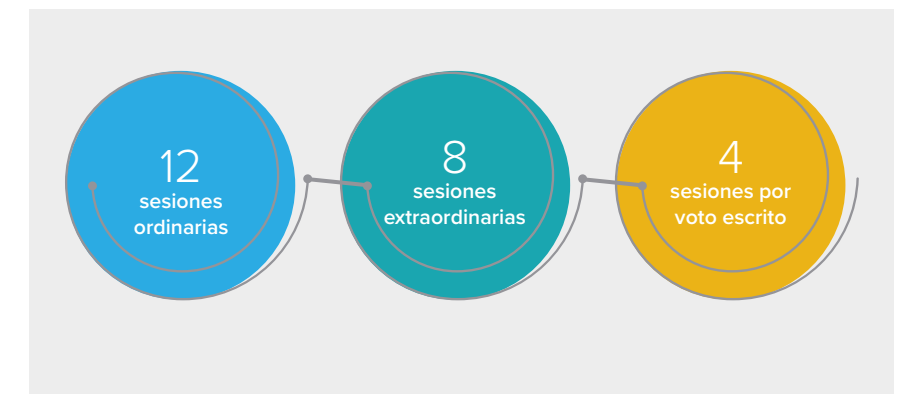 12
sesiones
ordinarias
8
sesiones
extraordinarias
4
sesiones por
voto escrito